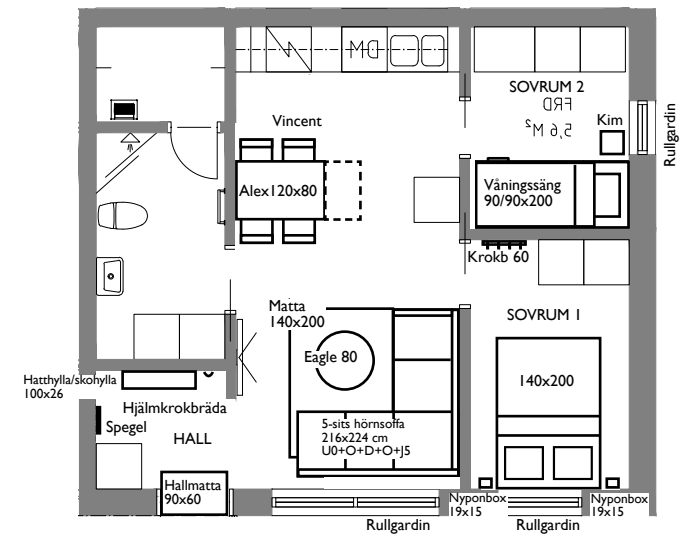 DM
SOVRUM 2
FRD
5,6 M²
Vincent
Kim
Rullgardin
Alex120x80
Våningssäng
90/90x200
Krokb 60
Matta
140x200
SOVRUM 1
Eagle 80
140x200
Hatthylla/skohylla
100x26
Hjälmkrokbräda
Spegel
HALL
5-sits hörnsoffa
216x224 cm
U0+O+D+O+J5
Hallmatta
90x60
Nyponbox
19x15
Nyponbox
19x15
Rullgardin
Rullgardin